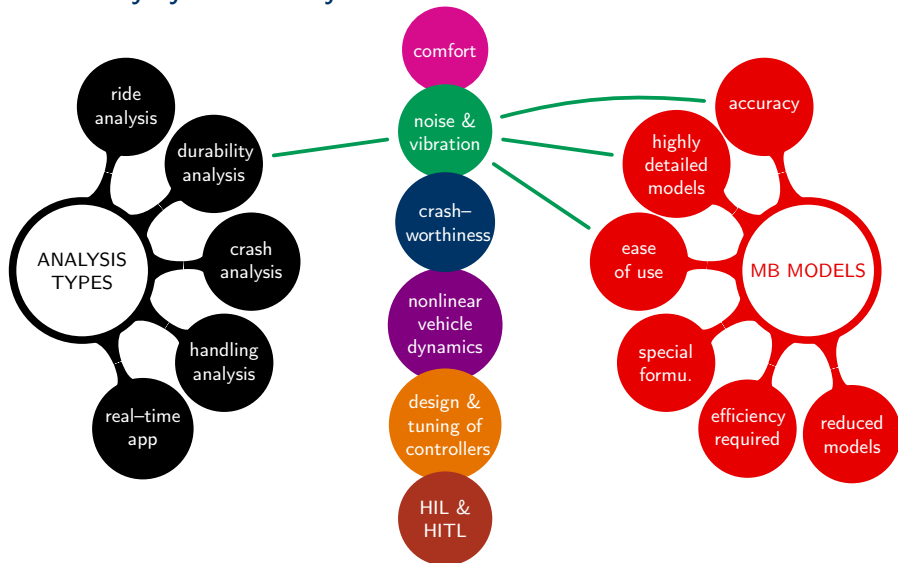 comfort
ride
analysis
durability
analysis
crash
analysis
handling
analysis
real–time
app
ANALYSIS
TYPES
noise &
vibration
crash–
worthiness
nonlinear
vehicle
dynamics
design &
tuning of
controllers
HIL &
HITL
accuracy
highly
detailed
models
ease
of use
special
formu.
efficiency
required
reduced
models
MB MODELS